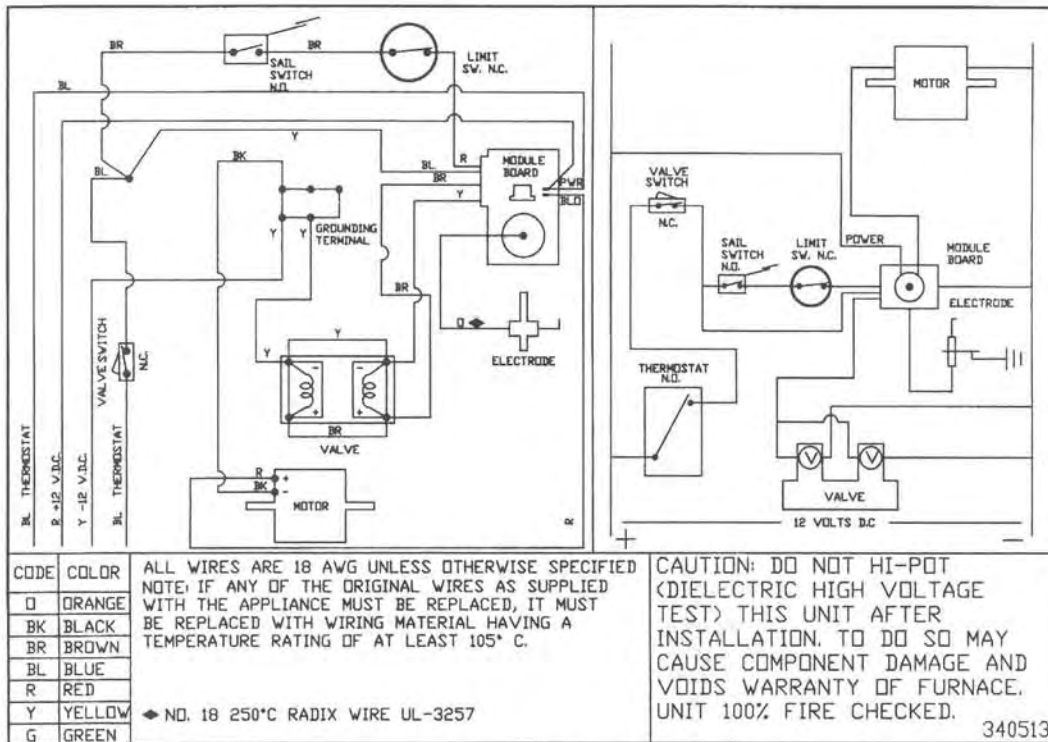 BR
BR
SAIL
SWITCH
N.O.
LIMIT
SW. N.C.
BL
Y
BK
BL
R
BL
BR
Y
MODULE
BOARD
PWR
BLO
Y
Y
GROUNDING
TERMINAL
BR
O
ELECTRODE
Y
Y
BR
VALVE
VALVE SWITCH
N.C.
BL THERMOSTAT
R +12 V.D.C.
Y -12 V.D.C.
BL THERMOSTAT
R
BK
+
-
MOTOR
R
-
+
-
+
MOTOR
VALVE
SWITCH
N.C.
SAIL
SWITCH
N.O.
LIMIT
SW. N.C.
POWER
MODULE
BOARD
ELECTRODE
THERMOSTAT
N.O.
V
V
VALVE
12 VOLTS D.C
+
-
CODE COLOR
O ORANGE
BK BLACK
BR BROWN
BL BLUE
R RED
Y YELLOW
G GREEN
ALL WIRES ARE 18 AWG UNLESS OTHERWISE SPECIFIED
NOTE: IF ANY OF THE ORIGINAL WIRES AS SUPPLIED
WITH THE APPLIANCE MUST BE REPLACED, IT MUST
BE REPLACED WITH WIRING MATERIAL HAVING A
TEMPERATURE RATING OF AT LEAST 105° C.
◆ NO. 18 250°C RADIX WIRE UL-3257
CAUTION: DO NOT HI-POT
(DIELECTRIC HIGH VOLTAGE
TEST) THIS UNIT AFTER
INSTALLATION. TO DO SO MAY
CAUSE COMPONENT DAMAGE AND
VOIDS WARRANTY OF FURNACE.
UNIT 100% FIRE CHECKED.
340513